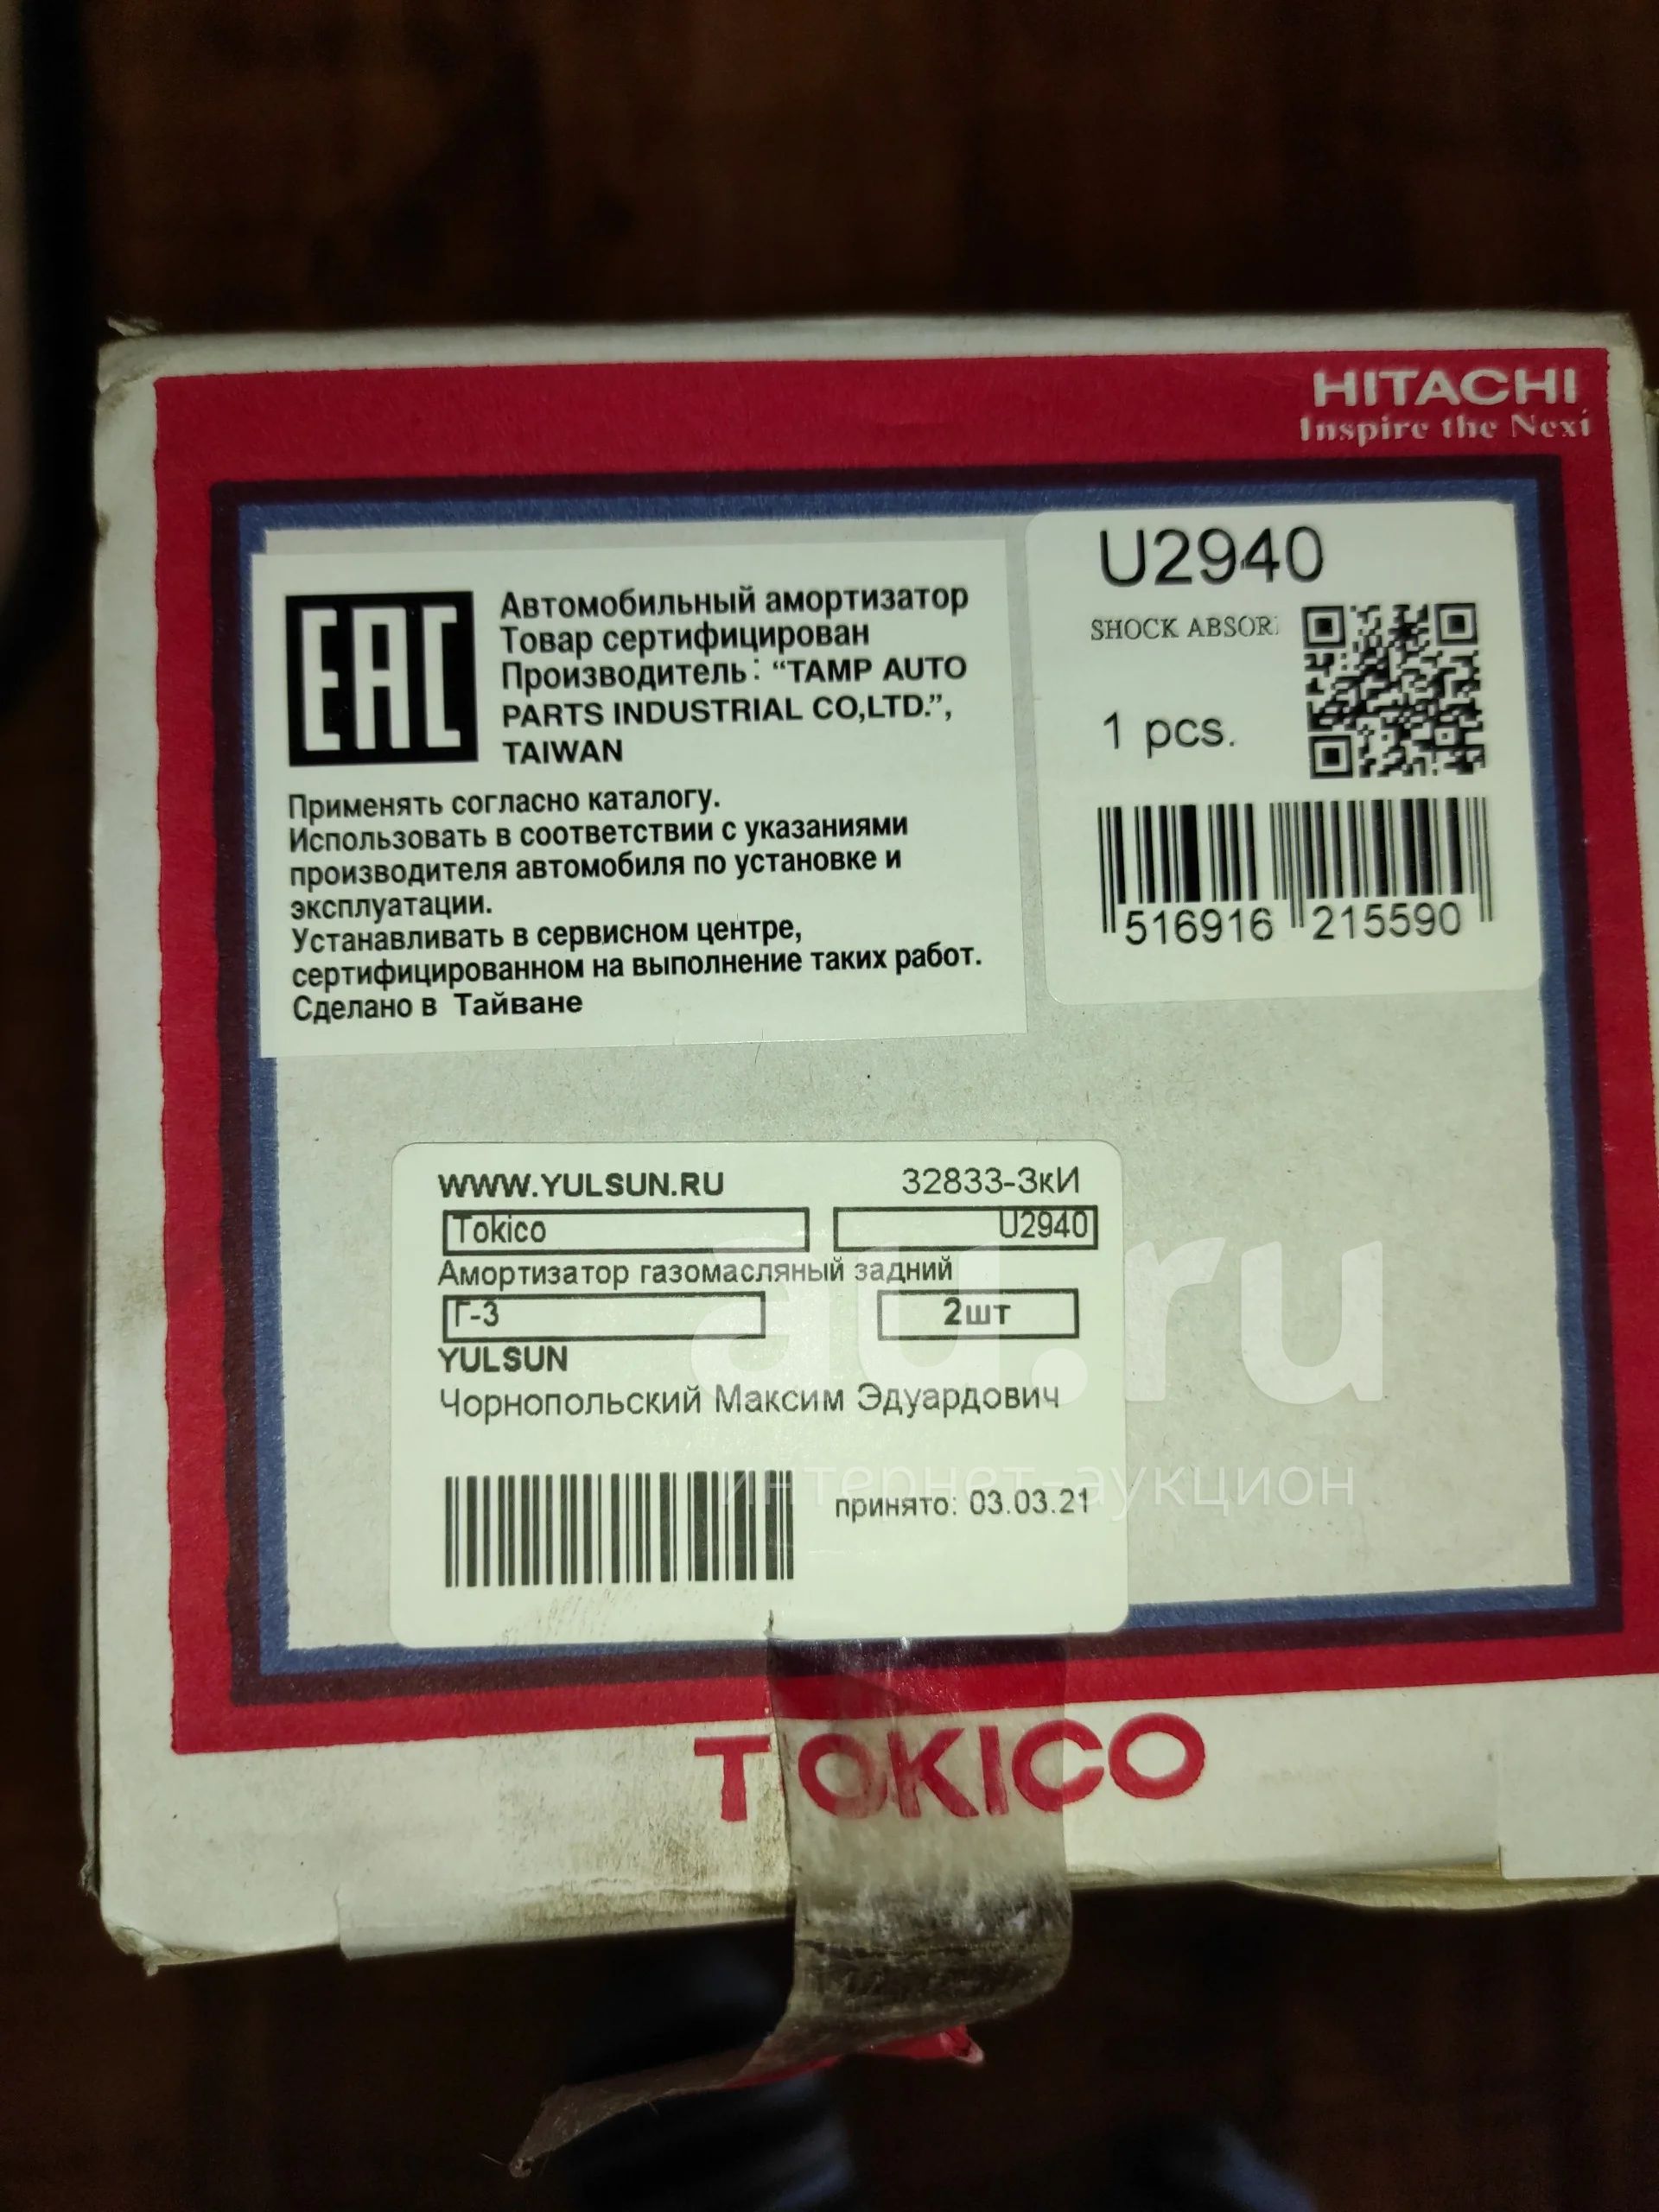 HITACHI
Inspire the Next
EAC
Автомобильный амортизатор
Товар сертифицирован
Производитель: “TAMP AUTO
PARTS INDUSTRIAL CO,LTD.”,
TAIWAN
Применять согласно каталогу.
Использовать в соответствии с указаниями
производителя автомобиля по установке и
эксплуатации.
Устанавливать в сервисном центре,
сертифицированном на выполнение таких работ.
Сделано в Тайване
U2940
SHOCK ABSOR
1 pcs.
516916 215590
WWW.YULSUN.RU 32833-ЗкИ
Tokico U2940
Амортизатор газомасляный задний
Г-3 2шт
YULSUN
Чорнопольский Максим Эдуардович
принято: 03.03.21
au.ru
интернет-аукцион
TOKICO